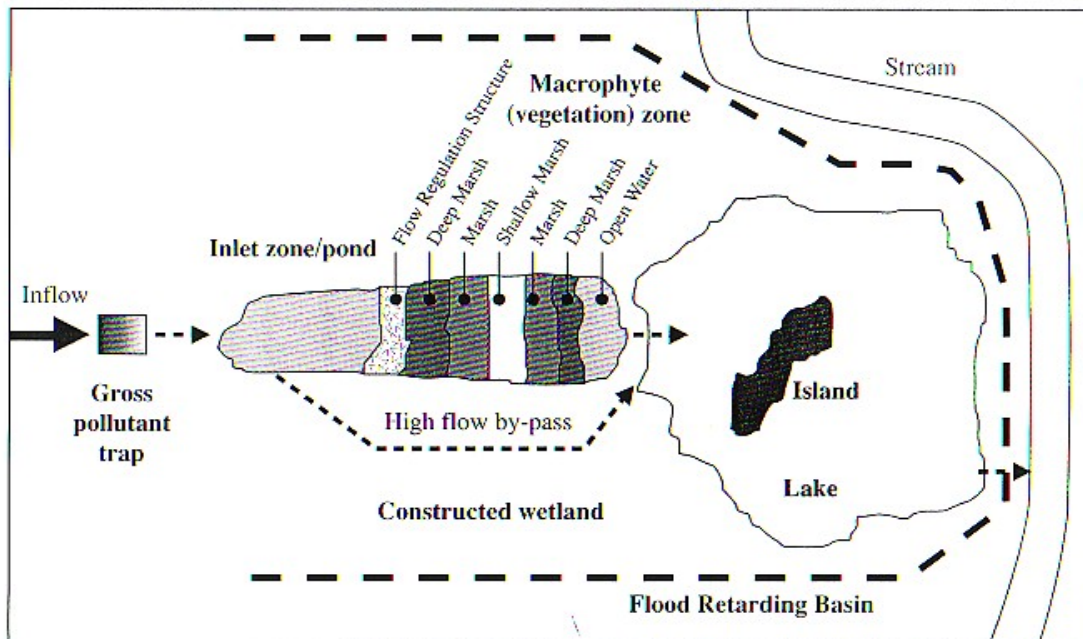 Stream
Macrophyte
(vegetation) zone
Flow Regulation Structure
Deep Marsh
Marsh
Shallow Marsh
Marsh
Deep Marsh
Open Water
Inlet zone/pond
Inflow
Gross
pollutant
trap
High flow by-pass
Island
Lake
Constructed wetland
Flood Retarding Basin